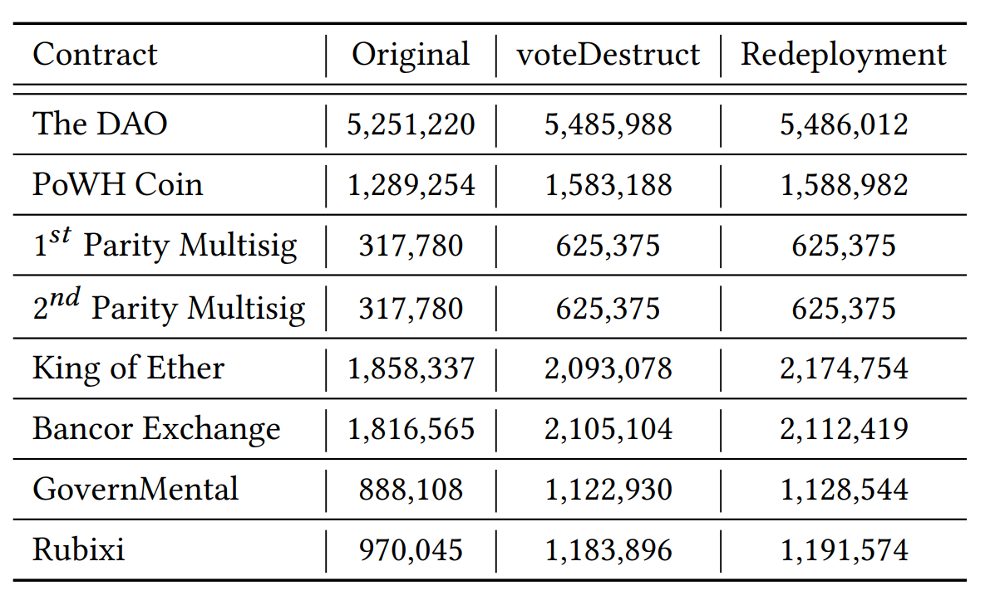 Contract Original voteDestruct Redeployment
The DAO 5,251,220 5,485,988 5,486,012
PoWH Coin 1,289,254 1,583,188 1,588,982
1st Parity Multisig 317,780 625,375 625,375
2nd Parity Multisig 317,780 625,375 625,375
King of Ether 1,858,337 2,093,078 2,174,754
Bancor Exchange 1,816,565 2,105,104 2,112,419
GovernMental 888,108 1,122,930 1,128,544
Rubixi 970,045 1,183,896 1,191,574